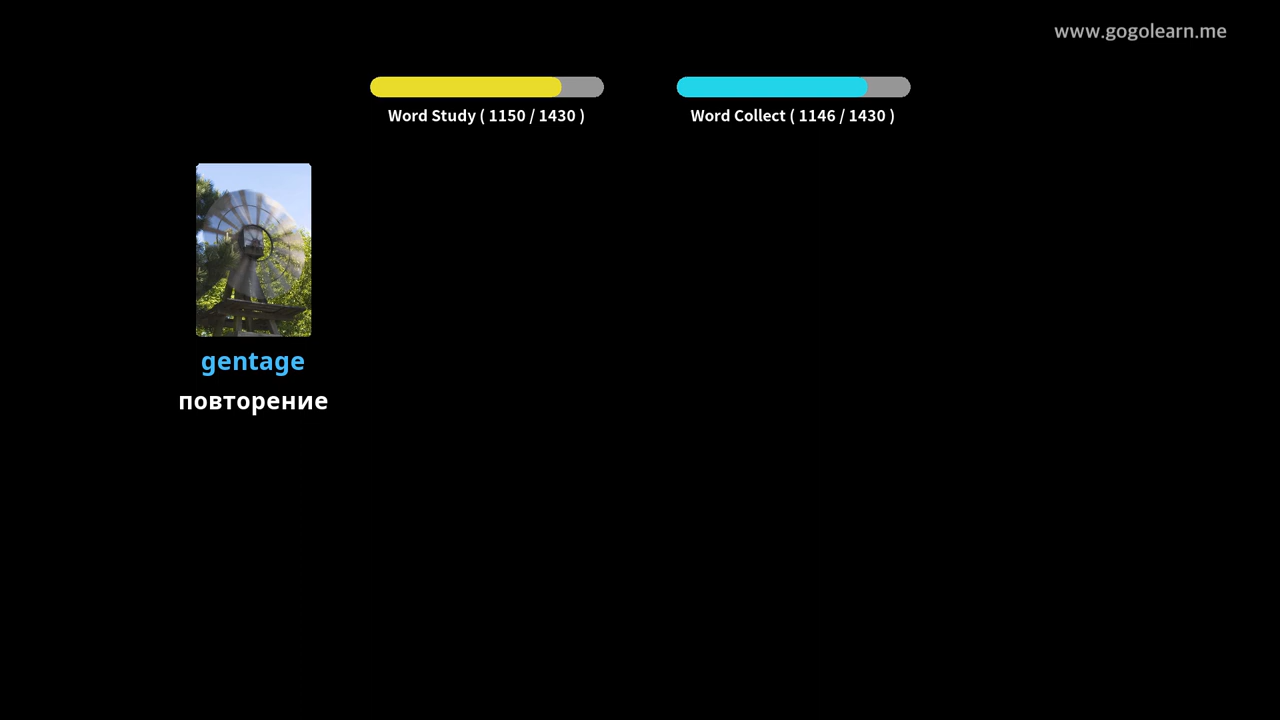 www.gogolearn.me
Word Study ( 1150 / 1430 )
Word Collect ( 1146 / 1430 )
gentage
повторение